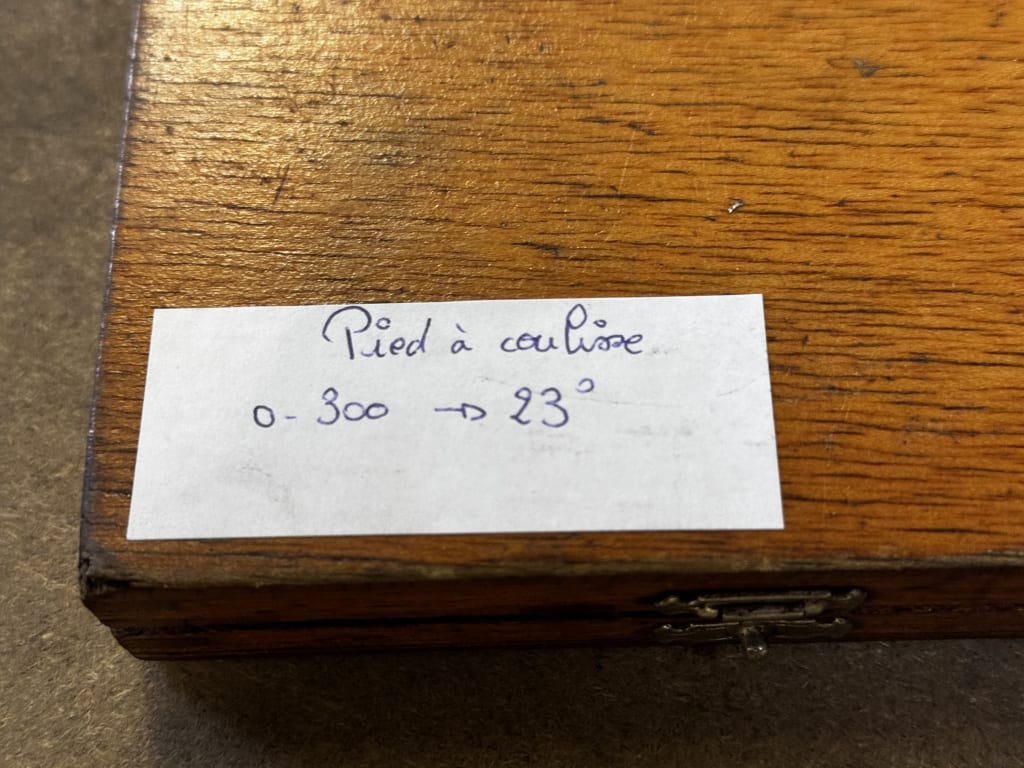 Pied à coulisse
0-300 → 23°